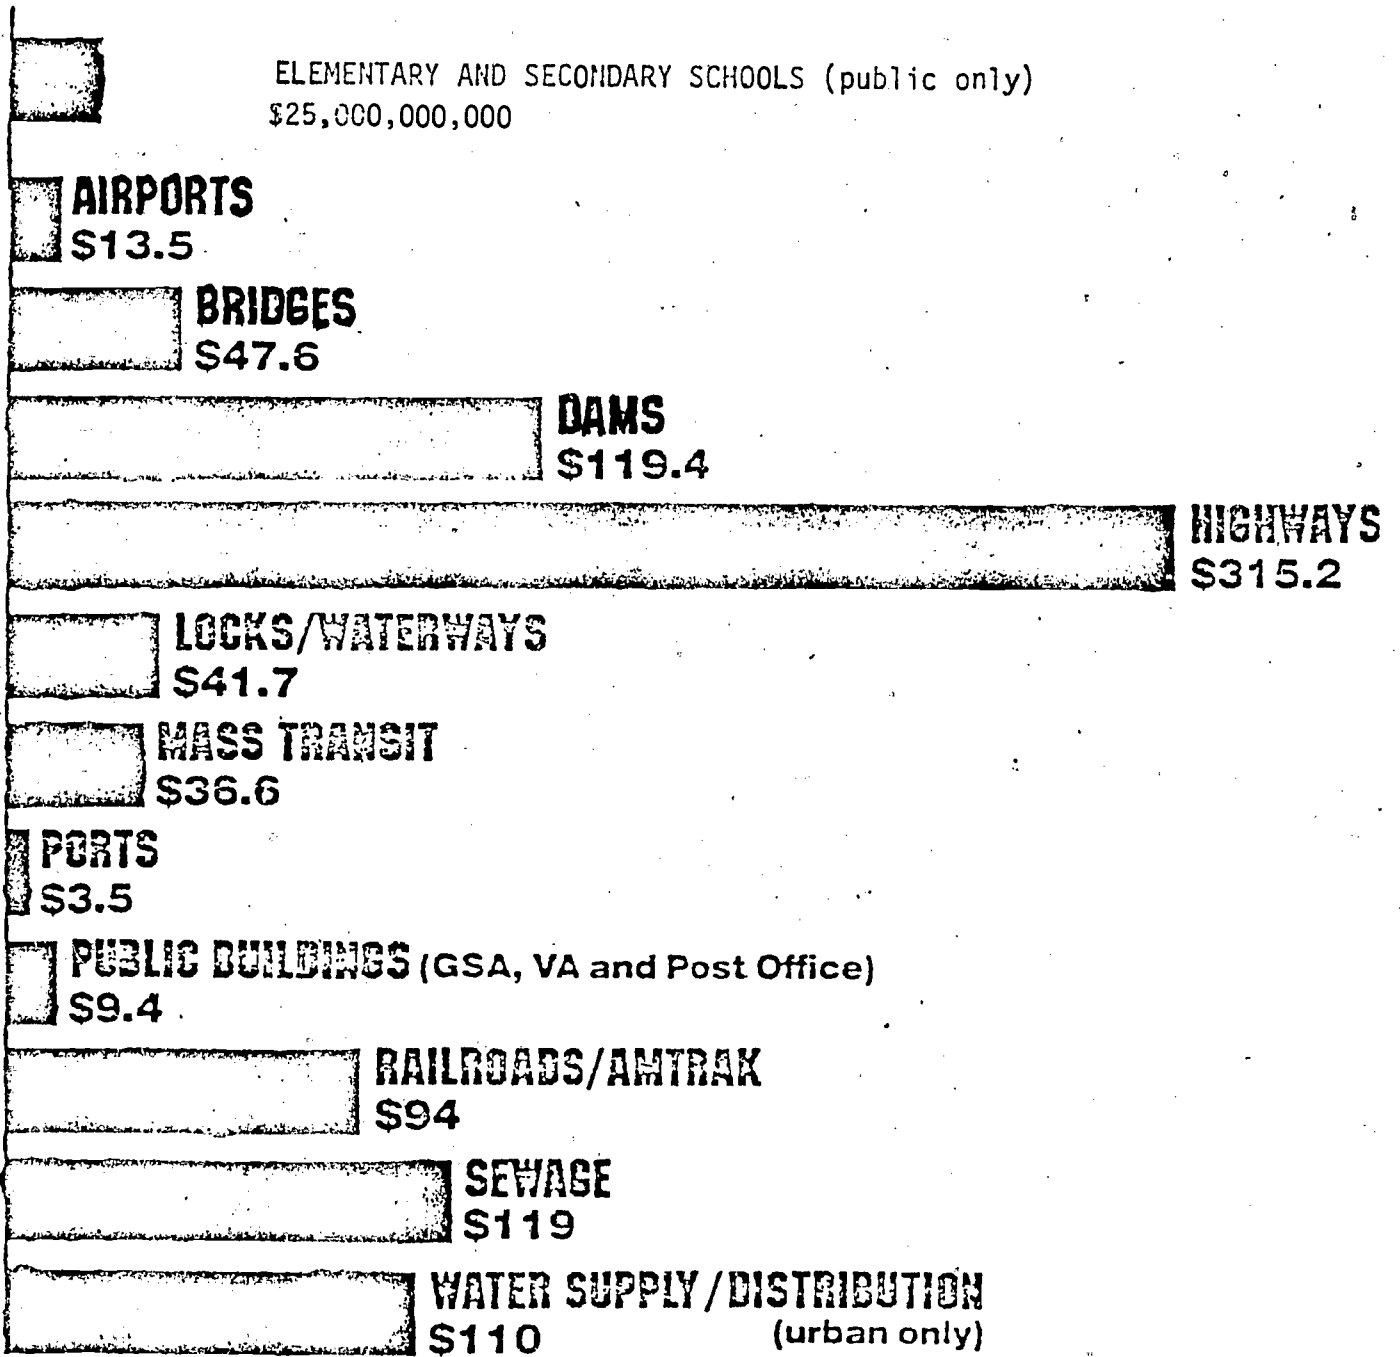 ELEMENTARY AND SECONDARY SCHOOLS (public only)
$25,000,000,000
AIRPORTS
$13.5
BRIDGES
$47.6
DAMS
$119.4
HIGHWAYS
$315.2
LOCKS/WATERWAYS
$41.7
MASS TRANSIT
$36.6
PORTS
$3.5
PUBLIC BUILDINGS (GSA, VA and Post Office)
$9.4
RAILROADS/AMTRAK
$94
SEWAGE
$119
WATER SUPPLY/DISTRIBUTION
$110 (urban only)